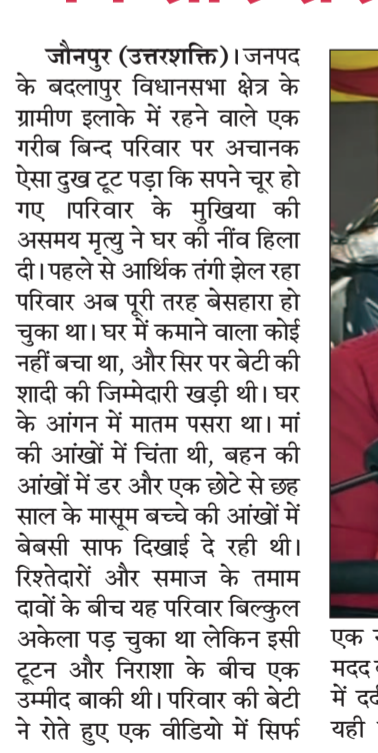 जौनपुर (उत्तरशक्ति)। जनपद
के बदलापुर विधानसभा क्षेत्र के
ग्रामीण इलाके में रहने वाले एक
गरीब बिन्द परिवार पर अचानक
ऐसा दुख टूट पड़ा कि सपने चूर हो
गए ।परिवार के मुखिया की
असमय मृत्यु ने घर की नींव हिला
दी। पहले से आर्थिक तंगी झेल रहा
परिवार अब पूरी तरह बेसहारा हो
चुका था। घर में कमाने वाला कोई
नहीं बचा था, और सिर पर बेटी की
शादी की जिम्मेदारी खड़ी थी। घर
के आंगन में मातम पसरा था। मां
की आंखों में चिंता थी, बहन की
आंखों में डर और एक छोटे से छह
साल के मासूम बच्चे की आंखों में
बेबसी साफ दिखाई दे रही थी।
रिश्तेदारों और समाज के तमाम
दावों के बीच यह परिवार बिल्कुल
अकेला पड़ चुका था लेकिन इसी
टूटन और निराशा के बीच एक
उम्मीद बाकी थी। परिवार की बेटी
ने रोते हुए एक वीडियो में सिर्फ
एक
मदद
में
यही